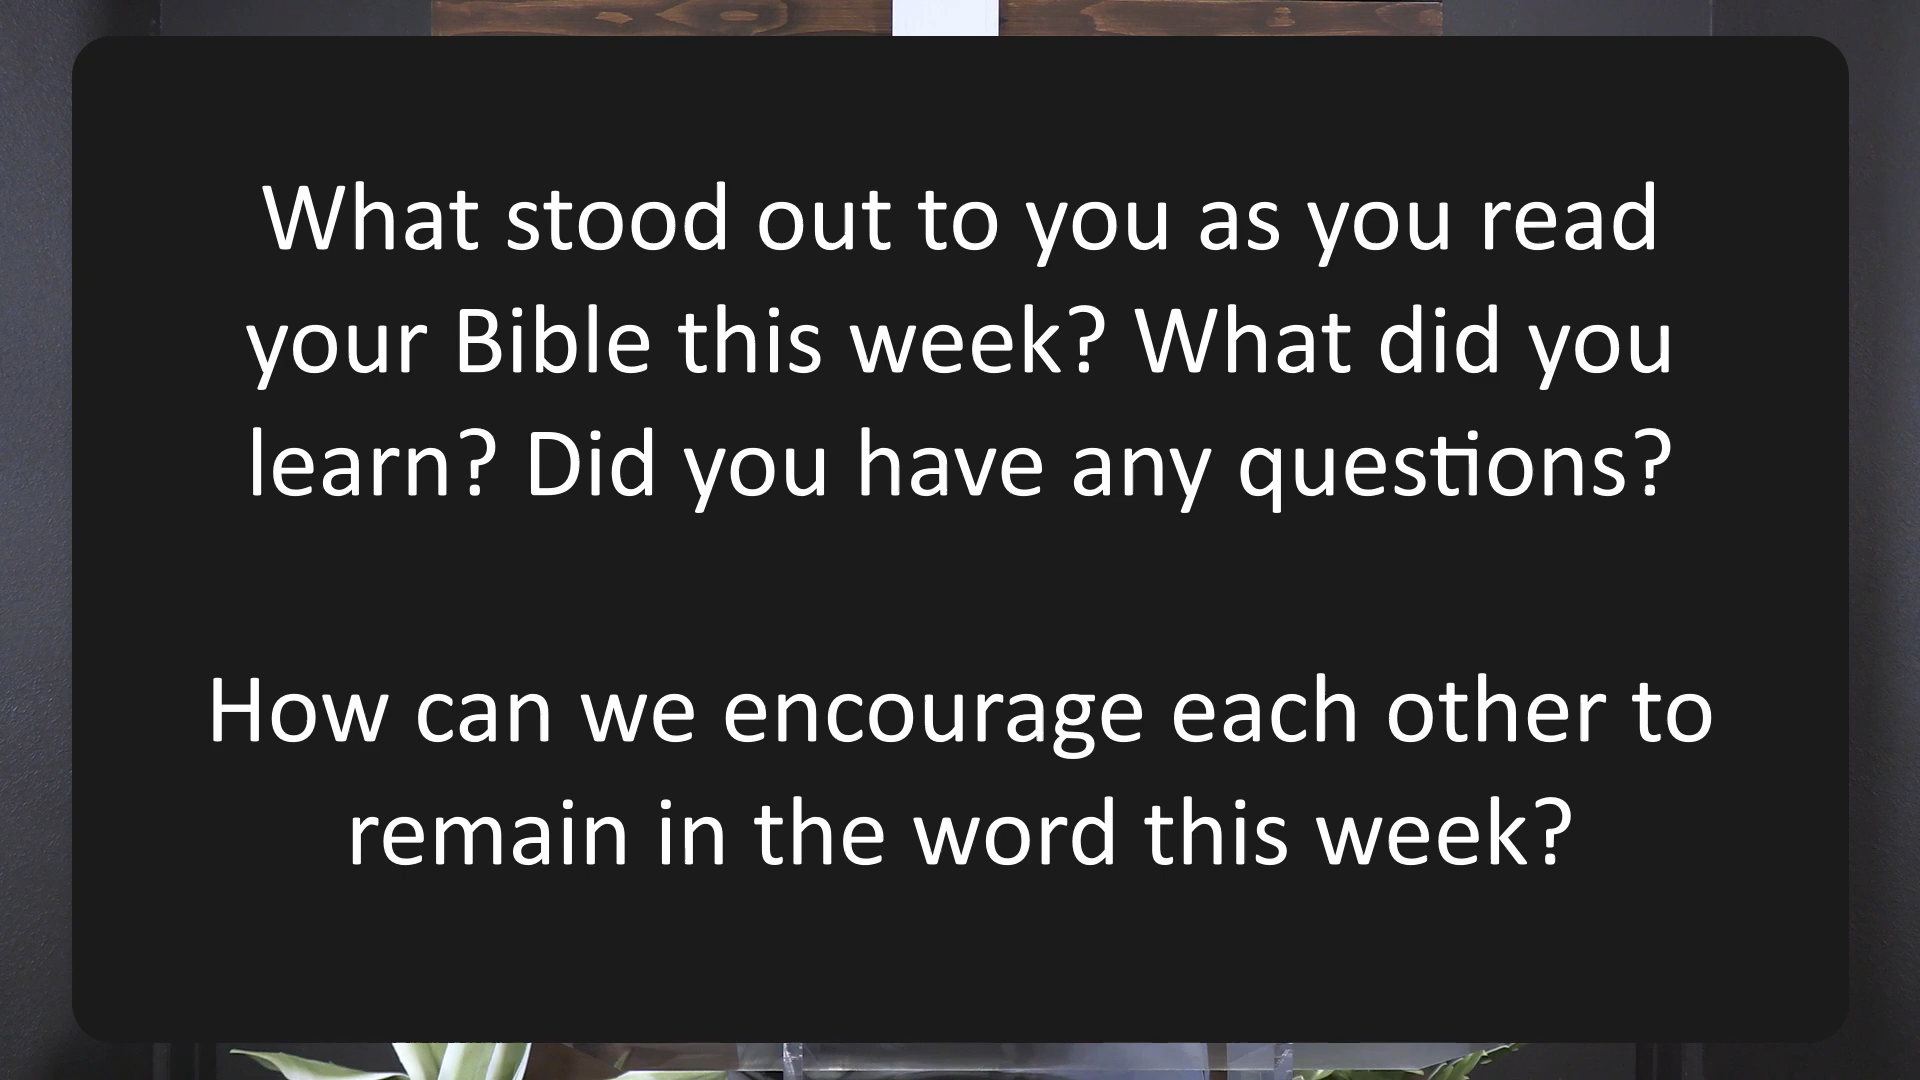 What stood out to you as you read
your Bible this week? What did you
learn? Did you have any questions?
How can we encourage each other to
remain in the word this week?